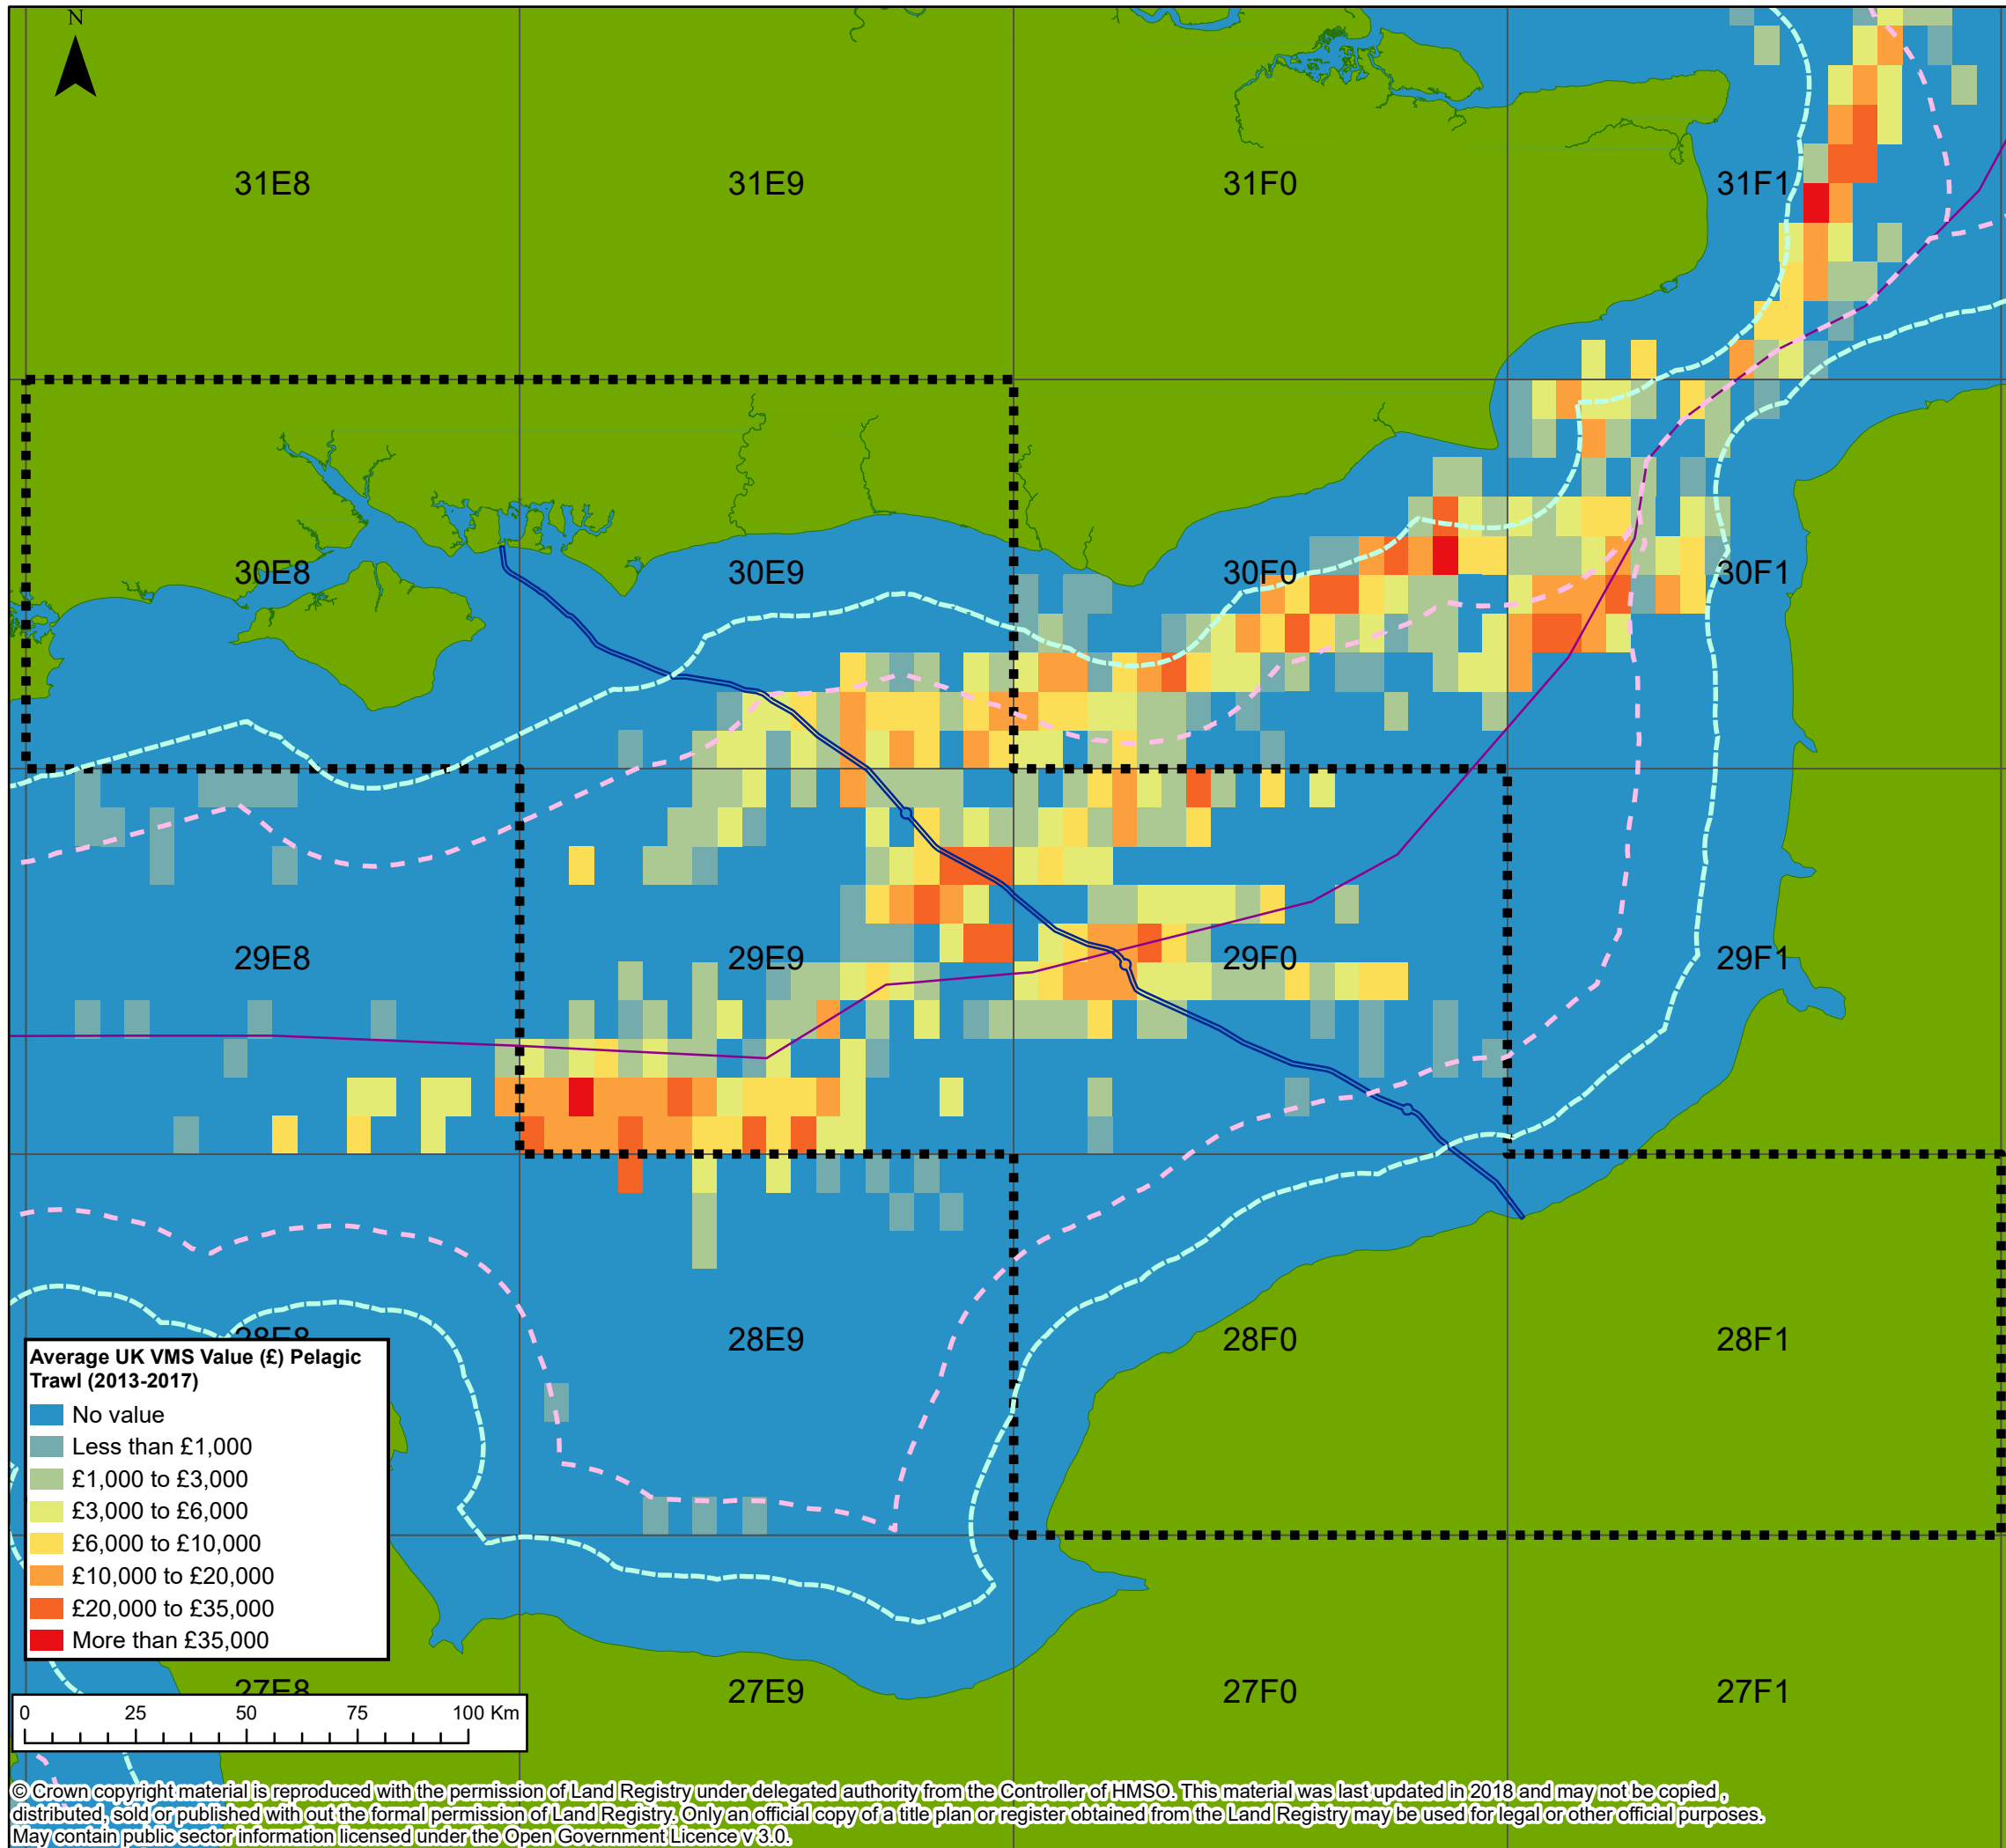 N
31E8 31E9 31F0 31F1
30E8 30E9 30F0 30F1
29E8 29E9 29F0 29F1
28E8 28E9 28F0 28F1
Average UK VMS Value (£) Pelagic
Trawl (2013-2017)
No value
Less than £1,000
£1,000 to £3,000
£3,000 to £6,000
£6,000 to £10,000
£10,000 to £20,000
£20,000 to £35,000
More than £35,000
27E8 27E9 27F0 27F1
0 25 50 75 100 Km
© Crown copyright material is reproduced with the permission of Land Registry under delegated authority from the Controller of HMSO. This material was last updated in 2018 and may not be copied ,
distributed, sold or published with out the formal permission of Land Registry. Only an official copy of a title plan or register obtained from the Land Registry may be used for legal or other official purposes.
May contain public sector information licensed under the Open Government Licence v 3.0.